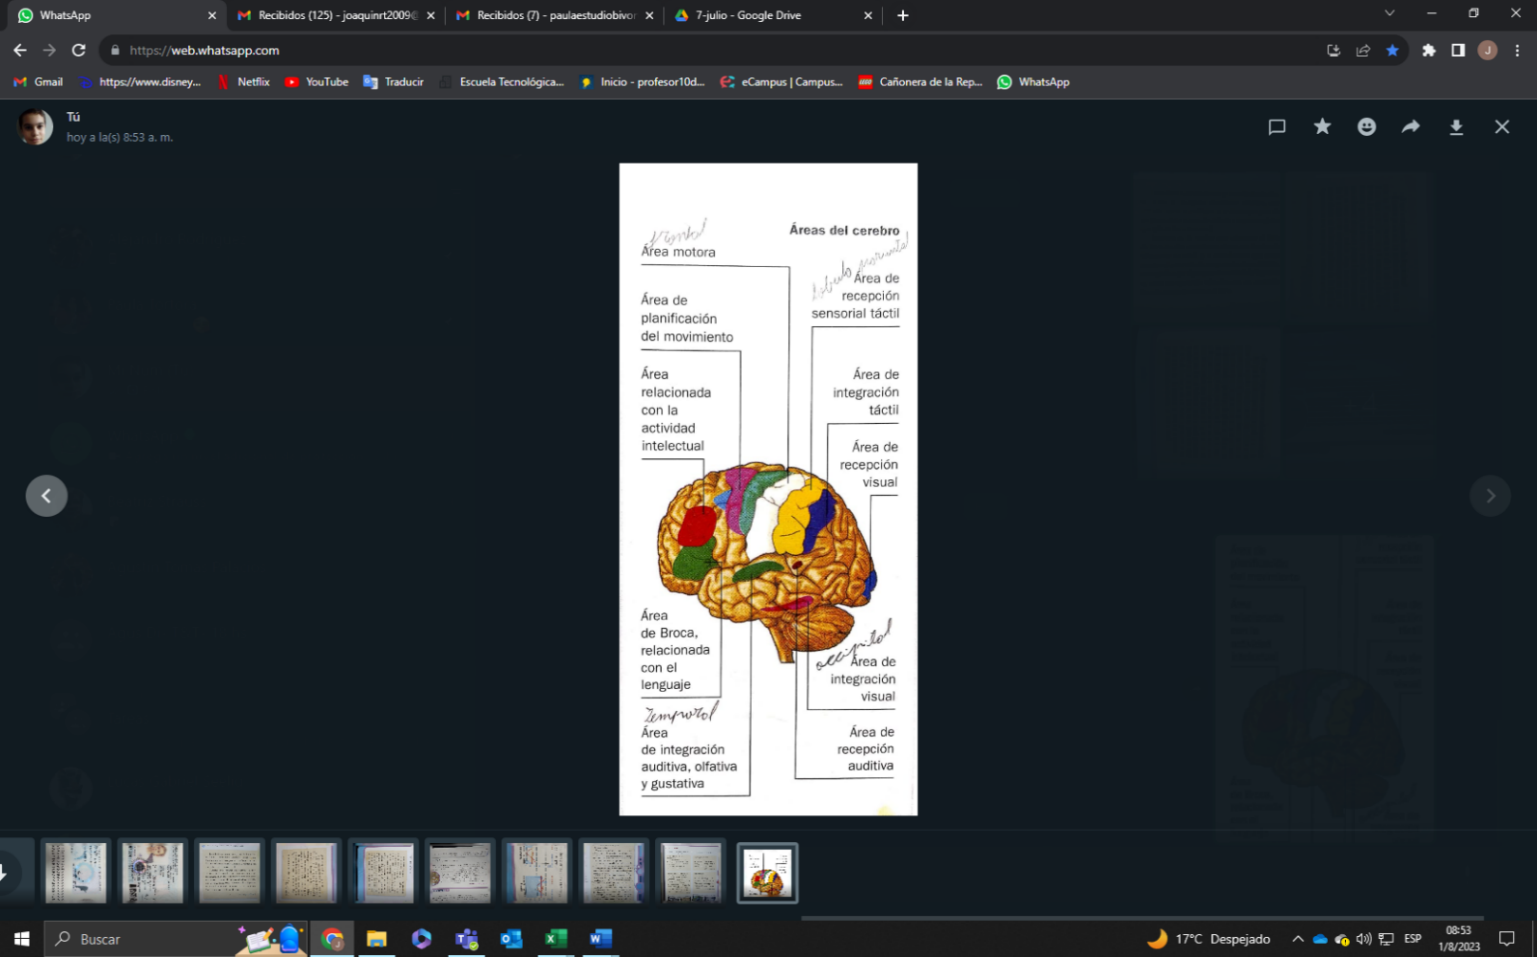 WhatsApp
Recibidos (125) - joaquinrt2009@
Recibidos (7) - paulaestudiobivor
7-julio - Google Drive
https://web.whatsapp.com
Gmail
https://www.disney...
Netflix
YouTube
Traducir
Escuela Tecnológica...
Inicio - profesor10d...
eCampus | Campus...
Cañonera de la Rep...
WhatsApp
Tú
hoy a la(s) 8:53 a. m.
Áreas del cerebro
frontal
Área motora
Área de
planificación
del movimiento
Área
relacionada
con la
actividad
intelectual
Lobulo parietal
Área de
recepción
sensorial táctil
Área de
integración
táctil
Área de
recepción
visual
Área
de Broca,
relacionada
con el
lenguaje
Temporal
Área
de integración
auditiva, olfativa
y gustativa
occipital
Área de
integración
visual
Área de
recepción
auditiva
Buscar
17°C Despejado
ESP
08:53
1/8/2023